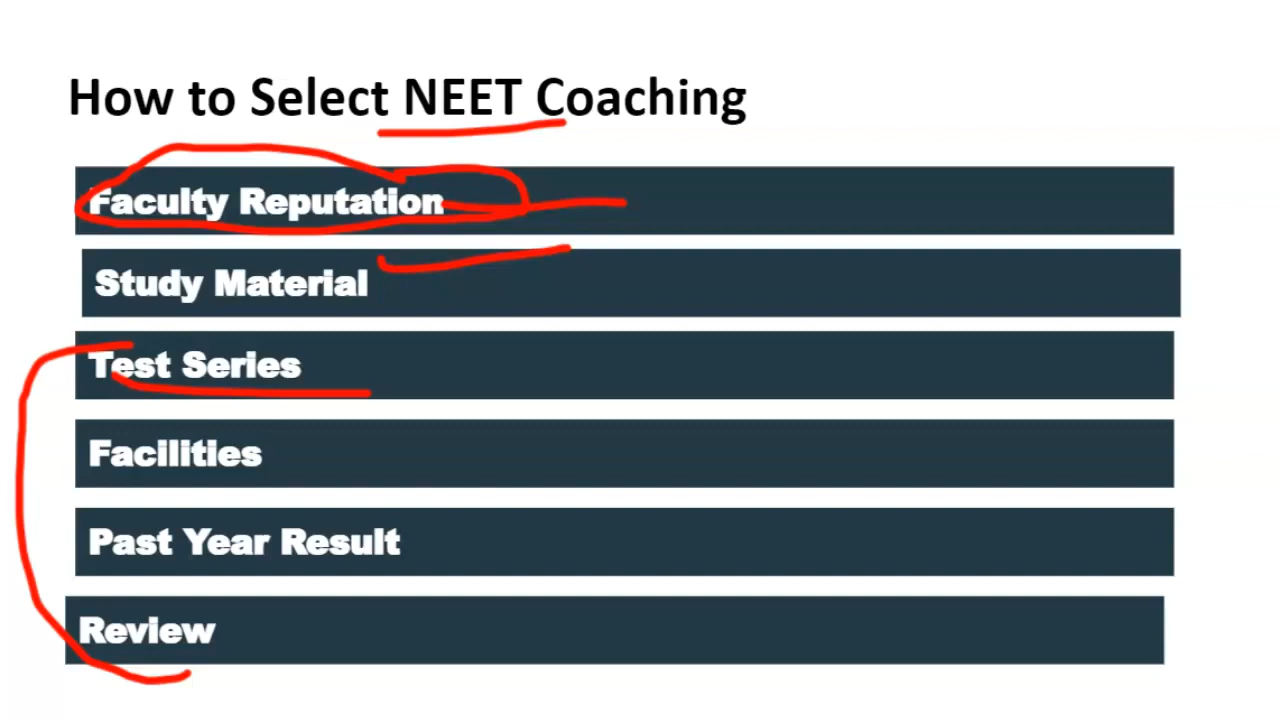 How to Select NEET Coaching
Faculty Reputation
Study Material
Test Series
Facilities
Past Year Result
Review